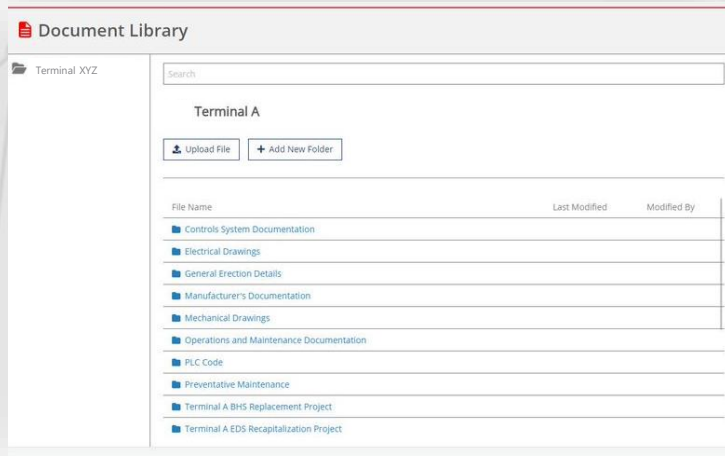 Document Library
Terminal XYZ
Search
Terminal A
Upload File
Add New Folder
File Name Last Modified Modified By
Controls System Documentation
Electrical Drawings
General Erection Details
Manufacturer's Documentation
Mechanical Drawings
Operations and Maintenance Documentation
PLC Code
Preventative Maintenance
Terminal A BHS Replacement Project
Terminal A EDS Recapitalization Project